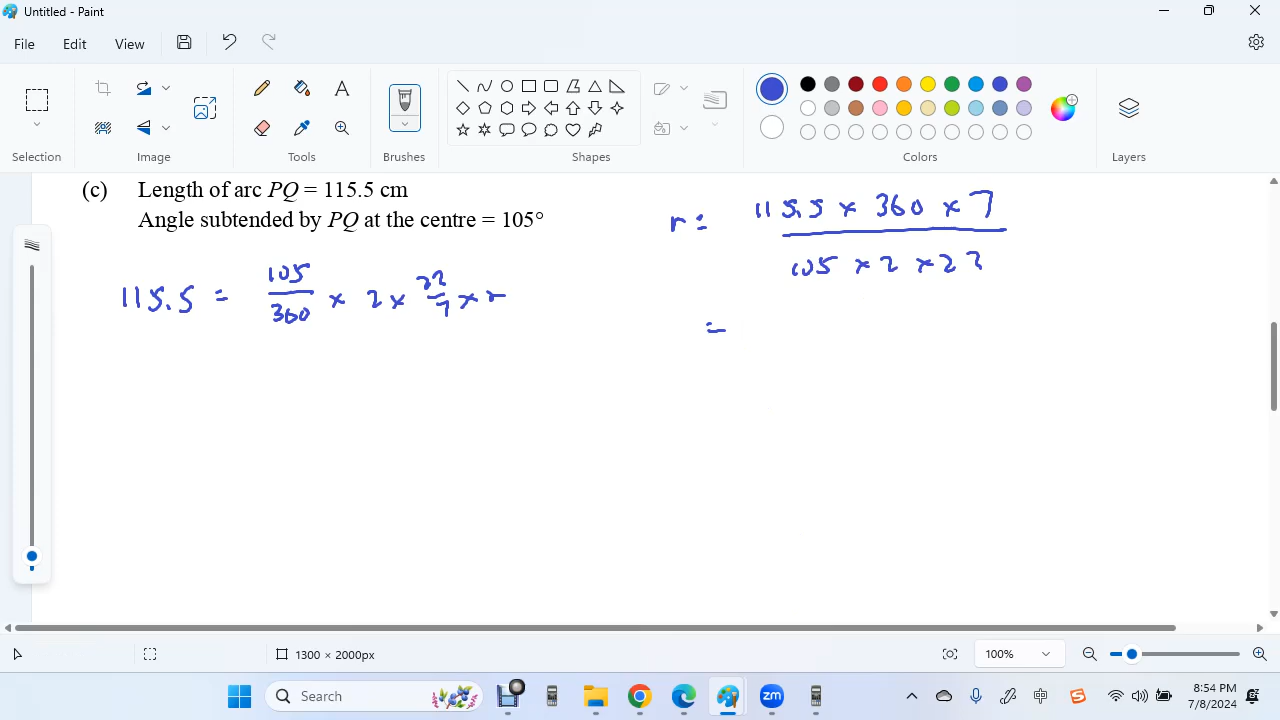 Untitled - Paint
File Edit View
Selection Image Tools Brushes Shapes Colors Layers
(c) Length of arc PQ = 115.5 cm
Angle subtended by PQ at the centre = 105°
115.5 = 105/360 × 2 × 22/7 × r
r = 115.5 × 360 × 7
105 × 2 × 22
=
1300 × 2000px 100%
Search
zm
中
8:54 PM
7/8/2024